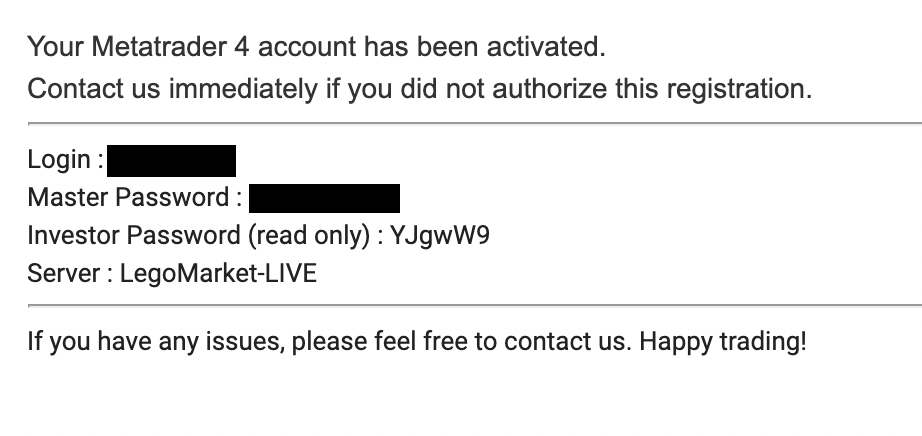 Your Metatrader 4 account has been activated.
Contact us immediately if you did not authorize this registration.
Login :
Master Password :
Investor Password (read only) : YJgwW9
Server : LegoMarket-LIVE
If you have any issues, please feel free to contact us. Happy trading!